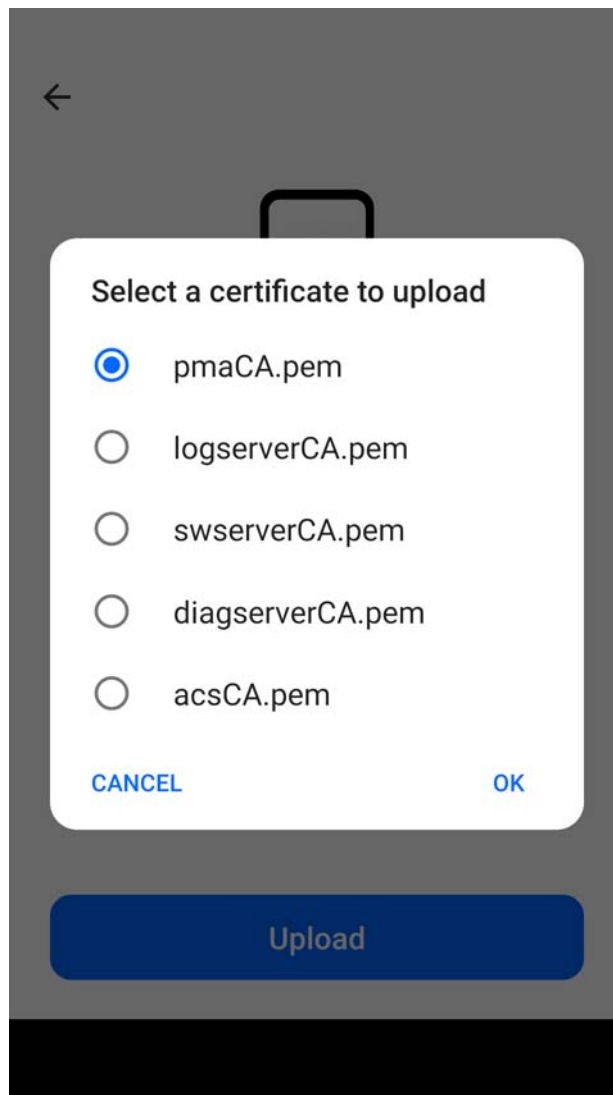 Select a certificate to upload
pmaCA.pem
logserverCA.pem
swserverCA.pem
diagserverCA.pem
acsCA.pem
CANCEL OK
Upload